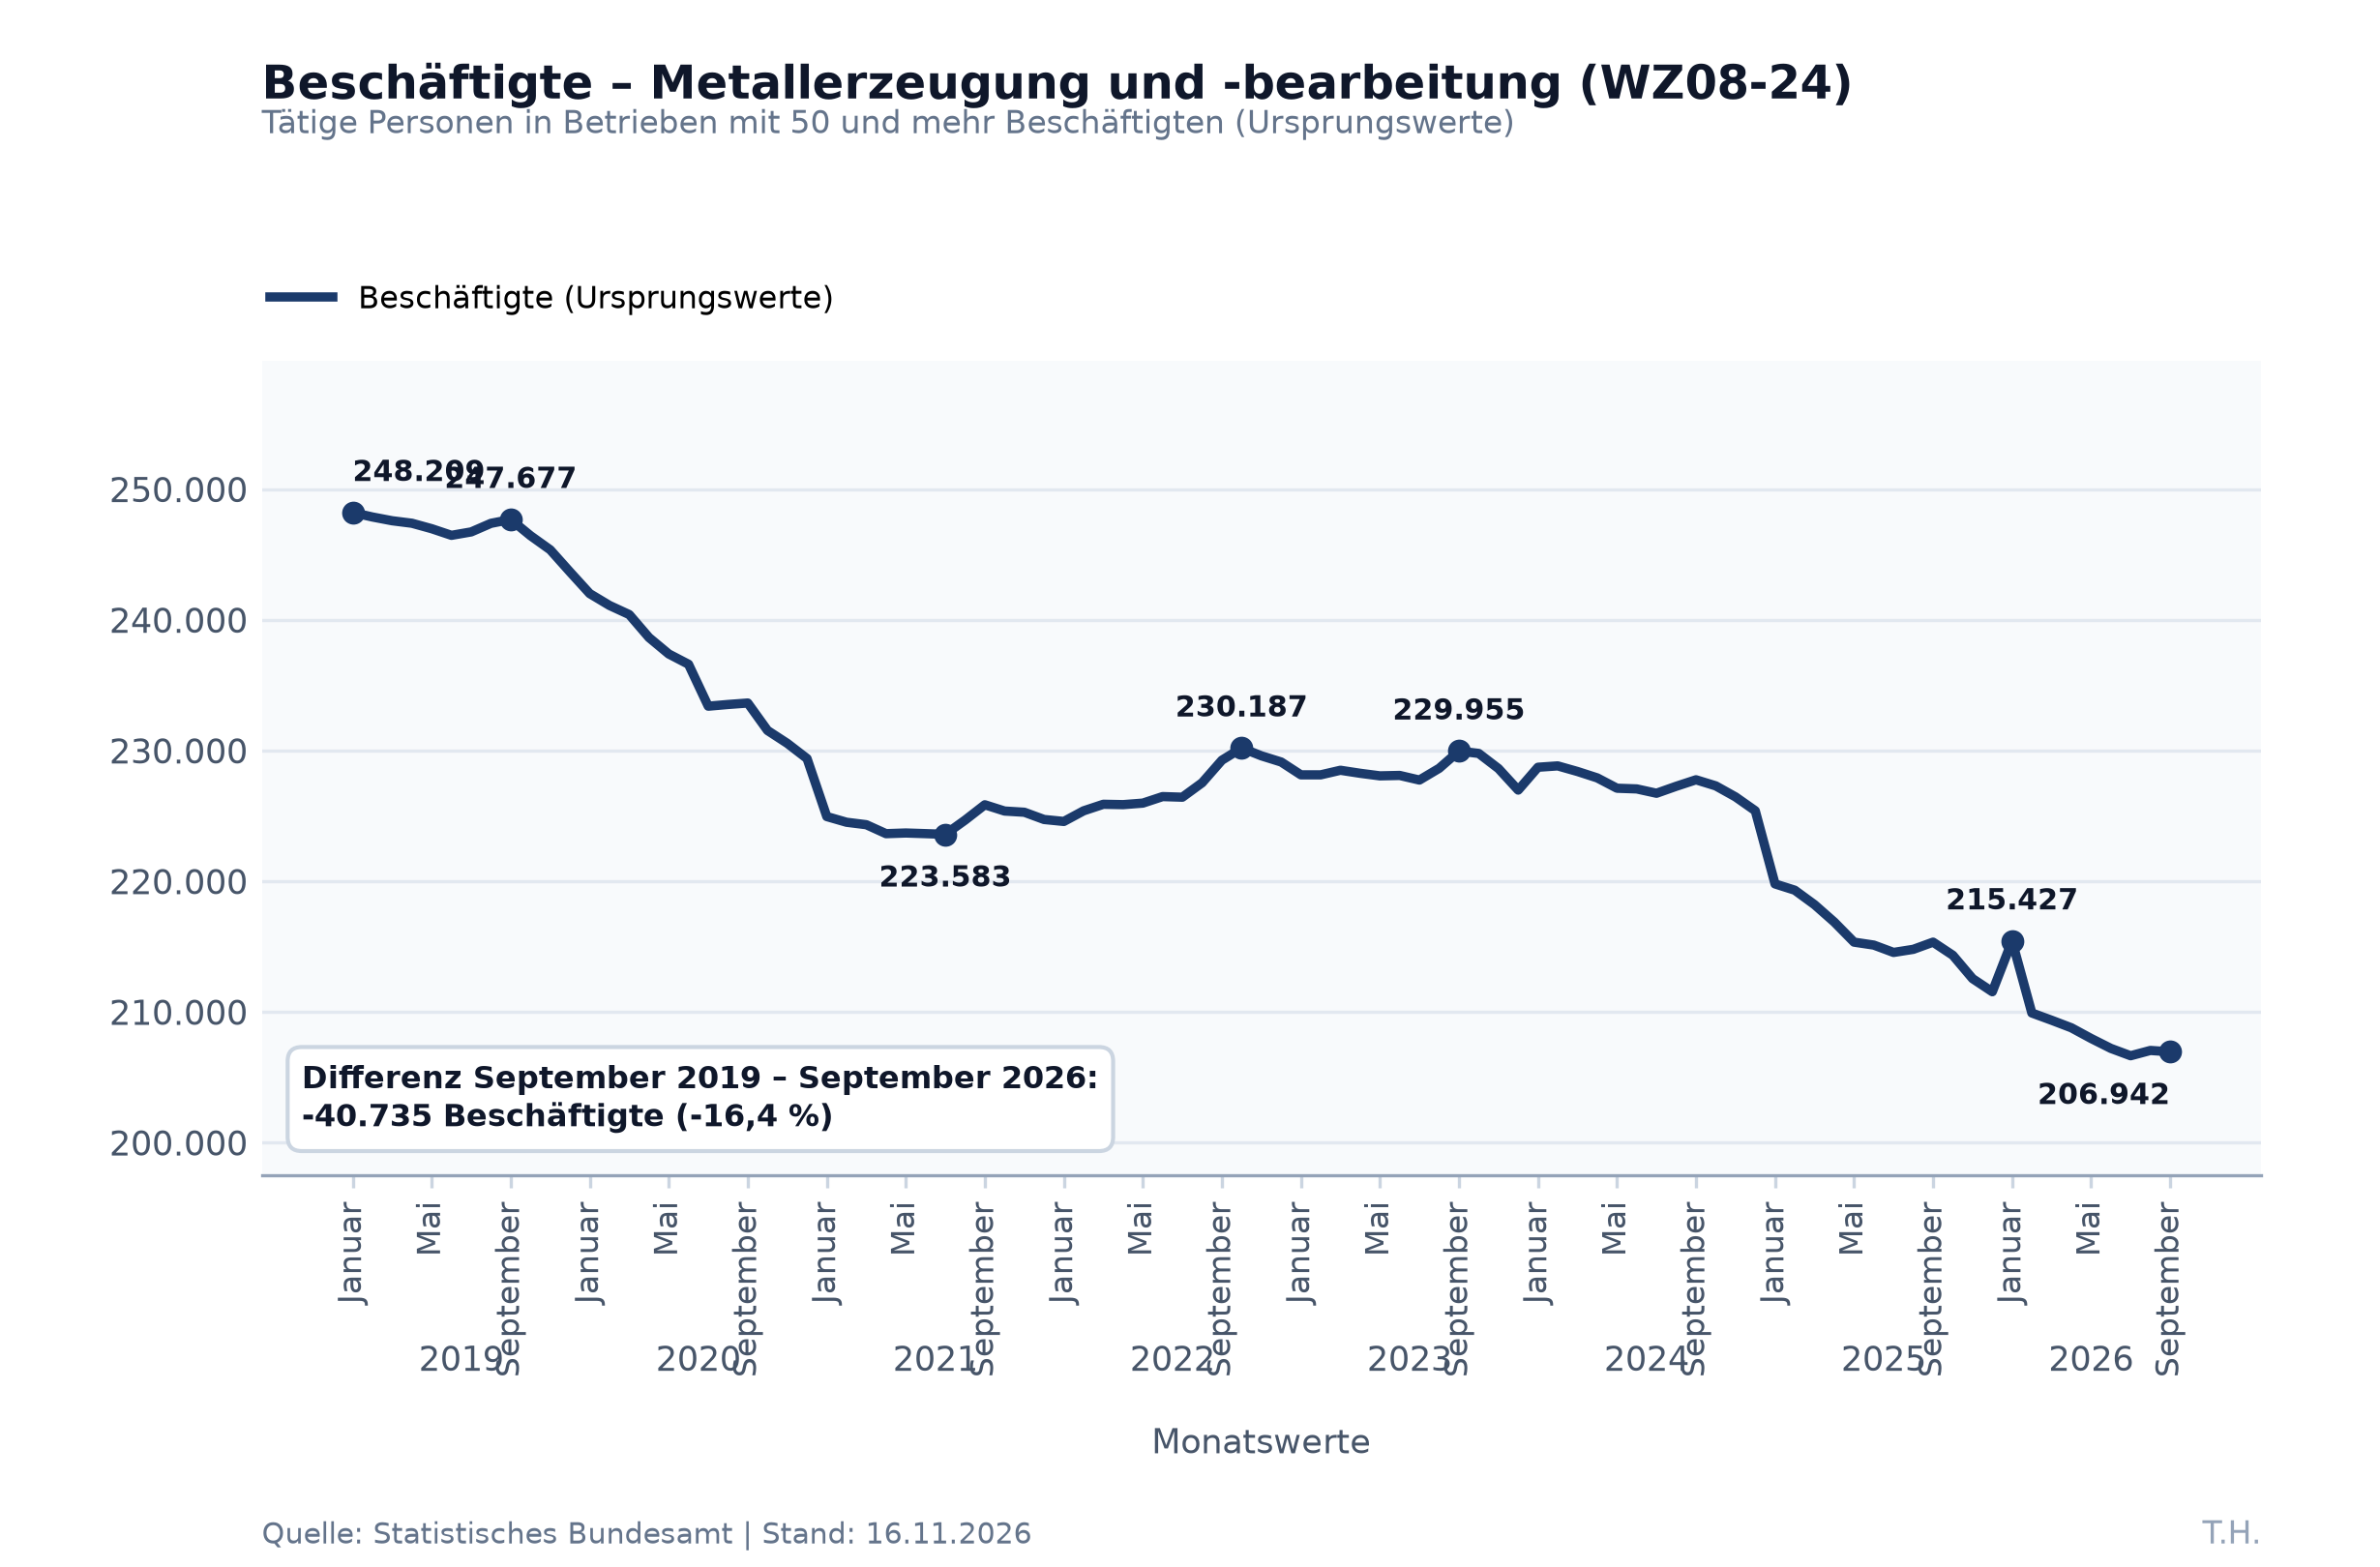 Beschäftigte – Metallerzeugung und -bearbeitung (WZ08-24)
Tätige Personen in Betrieben mit 50 und mehr Beschäftigten (Ursprungswerte)
Beschäftigte (Ursprungswerte)
248.209
247.677
250.000
240.000
230.187
229.955
230.000
223.583
220.000
215.427
210.000
206.942
Differenz September 2019 – September 2026:
-40.735 Beschäftigte (-16,4 %)
200.000
Januar Mai September Januar Mai September Januar Mai September Januar Mai September Januar Mai September Januar Mai September Januar Mai September Januar Mai September
2019 2020 2021 2022 2023 2024 2025 2026
Monatswerte
Quelle: Statistisches Bundesamt | Stand: 16.11.2026
T.H.